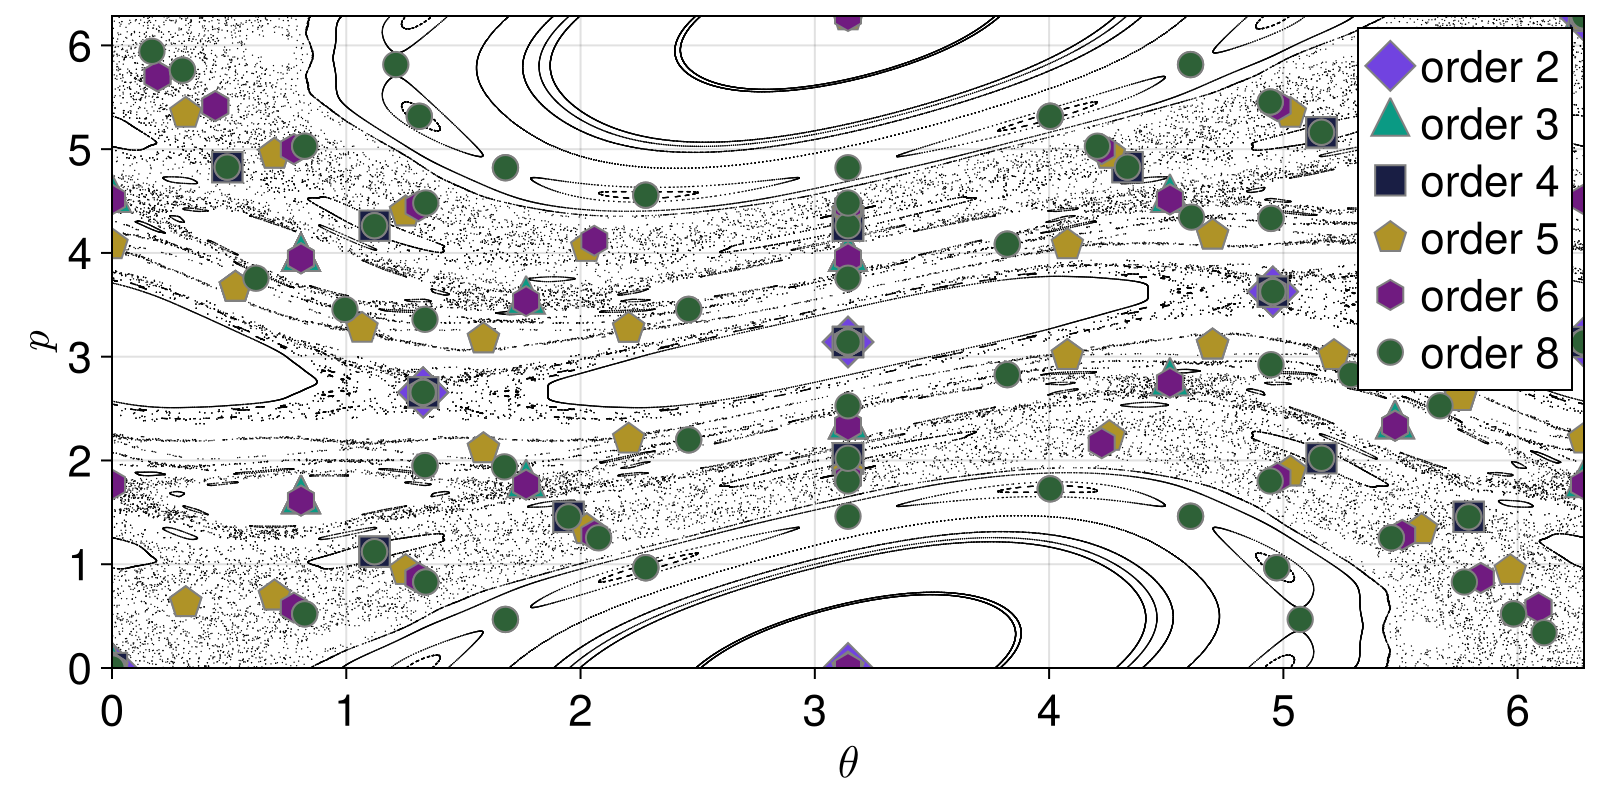 6
5
4
3
2
1
0
p
0 1 2 3 4 5 6
θ
order 2
order 3
order 4
order 5
order 6
order 8